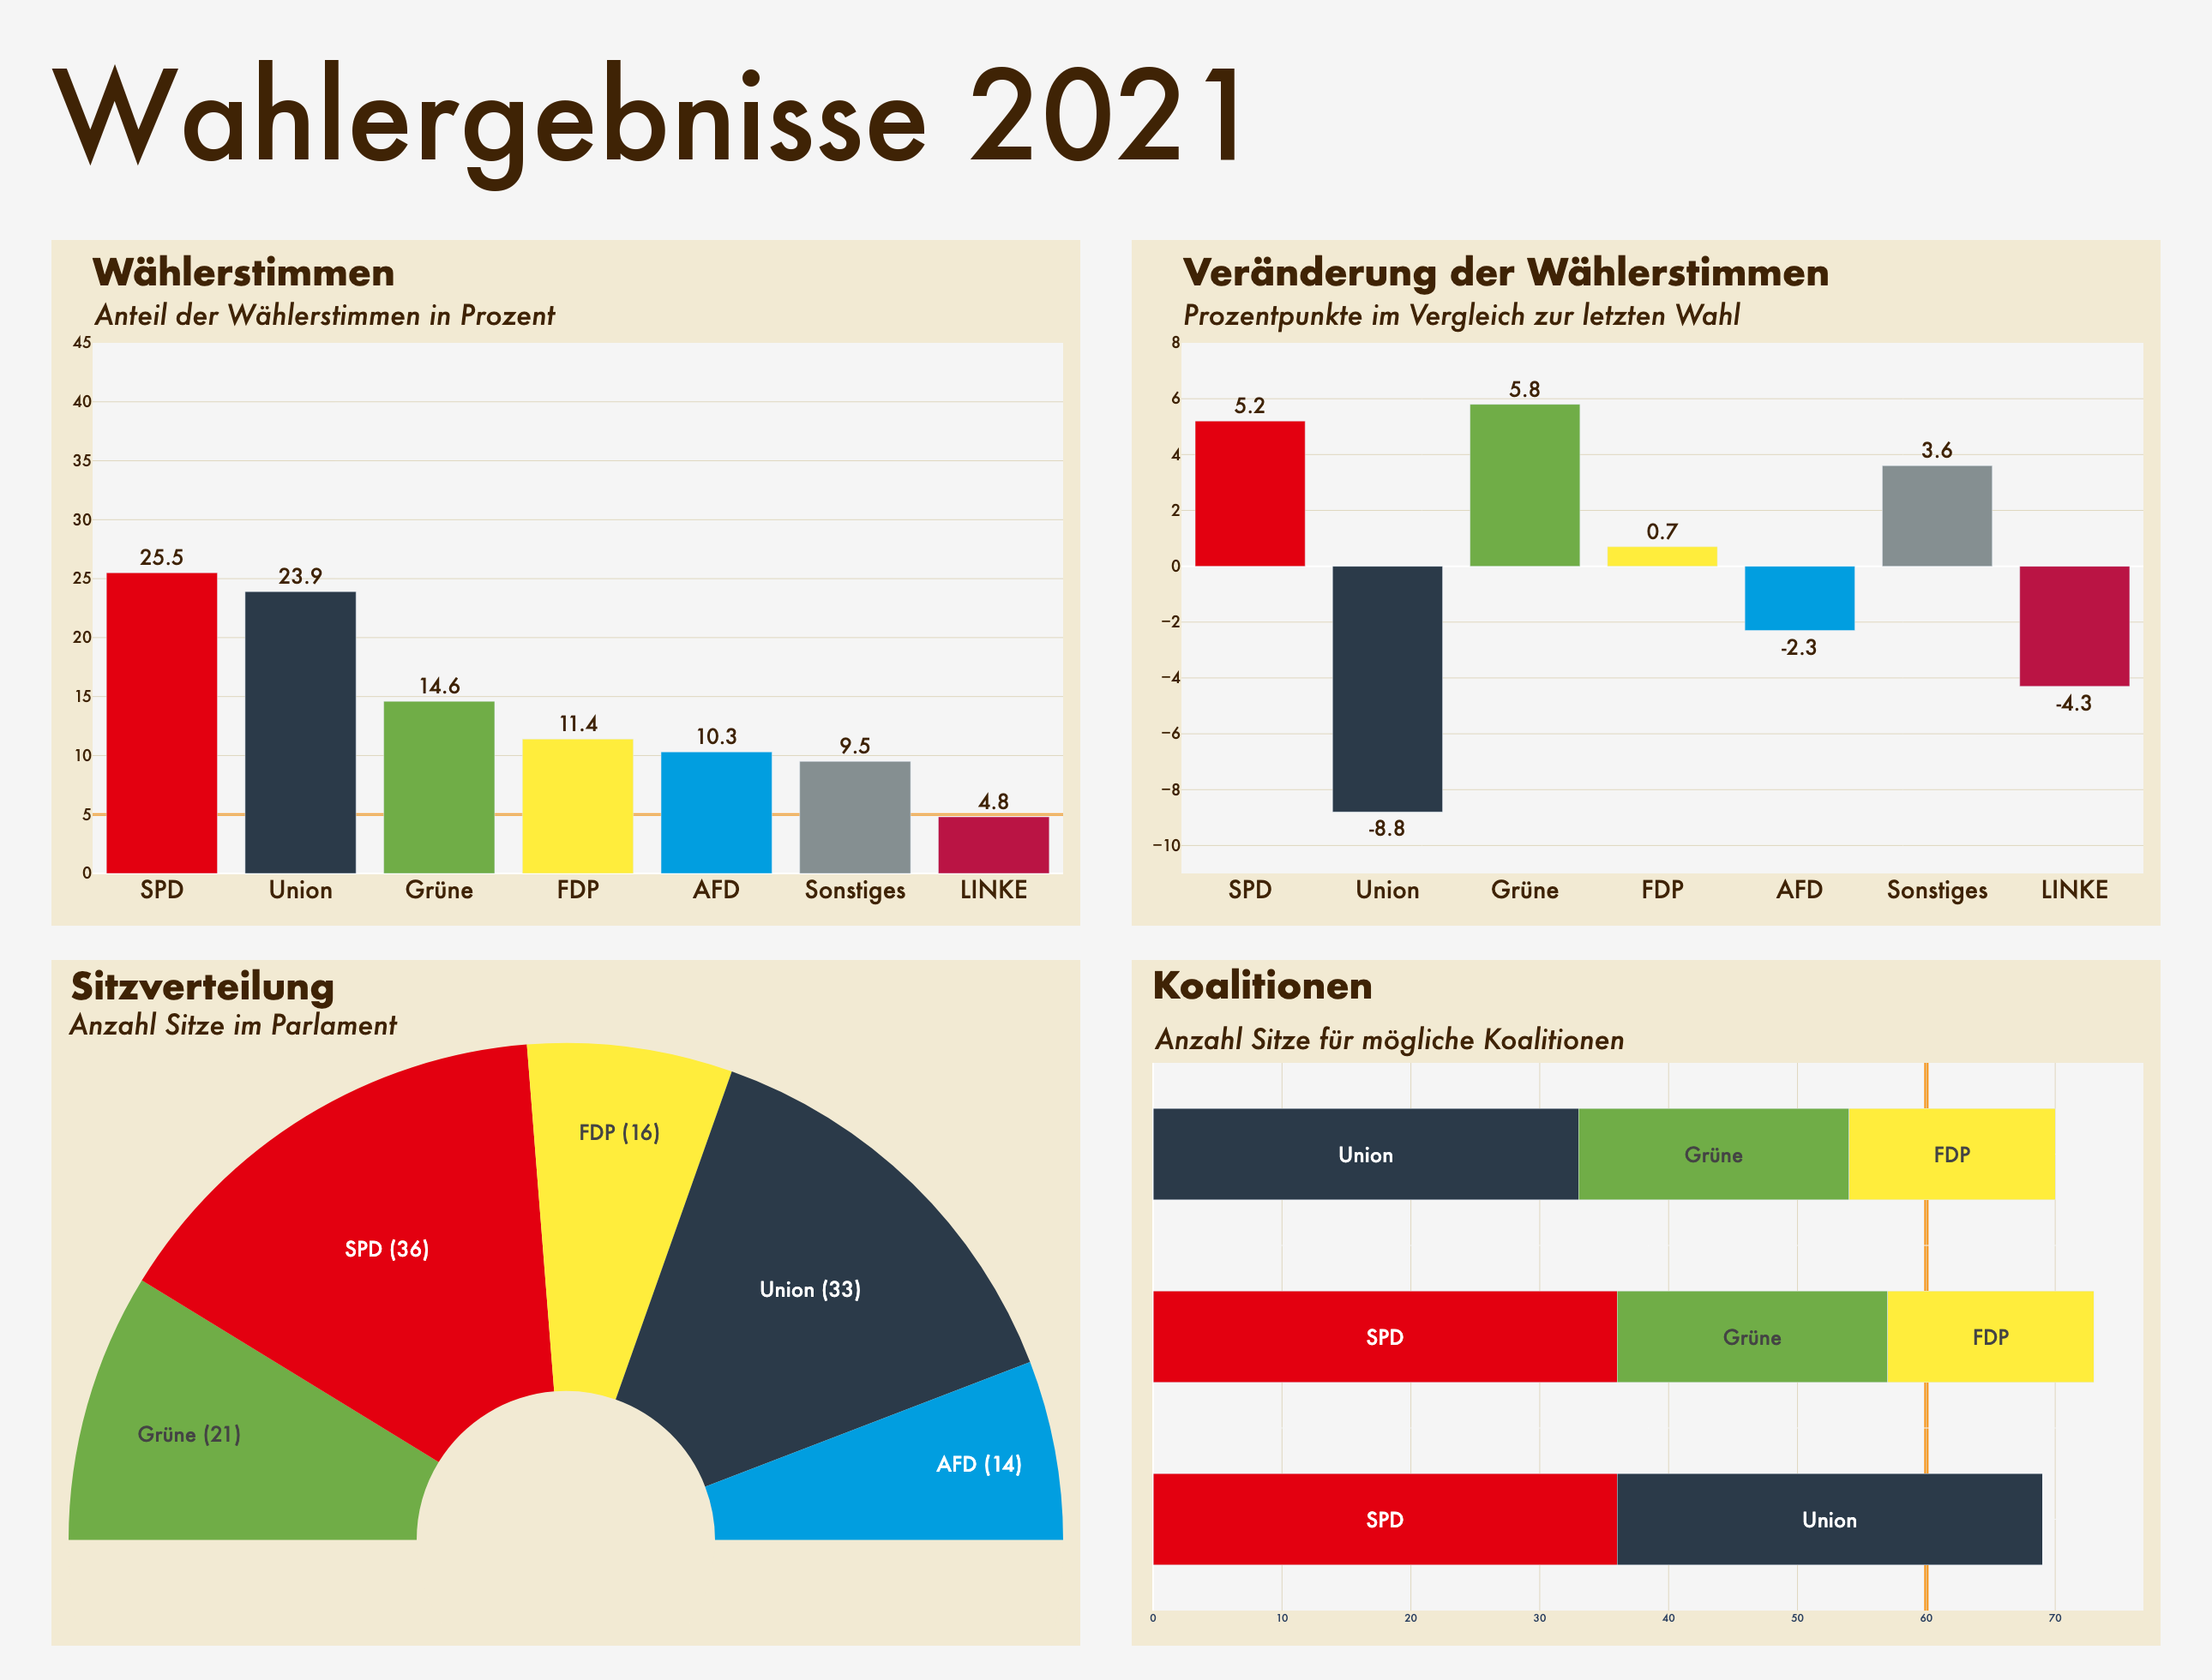 Wahlergebnisse 2021
Wählerstimmen
Anteil der Wählerstimmen in Prozent
45
40
35
30
25
20
15
10
5
0
25.5
23.9
14.6
11.4
10.3
9.5
4.8
SPD Union Grüne FDP AFD Sonstiges LINKE
Veränderung der Wählerstimmen
Prozentpunkte im Vergleich zur letzten Wahl
8
6
4
2
0
−2
−4
−6
−8
−10
5.2
-8.8
5.8
0.7
-2.3
3.6
-4.3
SPD Union Grüne FDP AFD Sonstiges LINKE
Sitzverteilung
Anzahl Sitze im Parlament
Grüne (21)
SPD (36)
FDP (16)
Union (33)
AFD (14)
Koalitionen
Anzahl Sitze für mögliche Koalitionen
Union Grüne FDP
SPD Grüne FDP
SPD Union
0 10 20 30 40 50 60 70